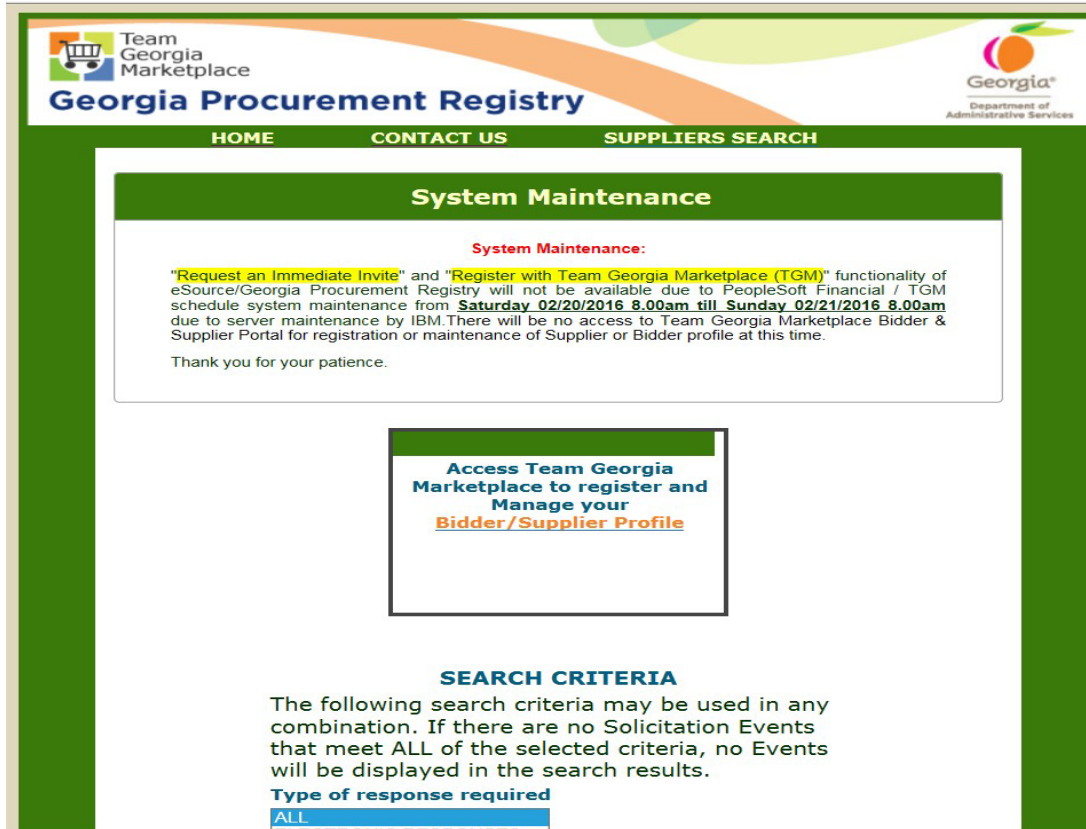 Team
Georgia
Marketplace
Georgia Procurement Registry
Georgia®
Department of
Administrative Services
HOME CONTACT US SUPPLIERS SEARCH
System Maintenance
System Maintenance:
"Request an Immediate Invite" and "Register with Team Georgia Marketplace (TGM)" functionality of
eSource/Georgia Procurement Registry will not be available due to PeopleSoft Financial / TGM
schedule system maintenance from Saturday 02/20/2016 8.00am till Sunday 02/21/2016 8.00am
due to server maintenance by IBM.There will be no access to Team Georgia Marketplace Bidder &
Supplier Portal for registration or maintenance of Supplier or Bidder profile at this time.
Thank you for your patience.
Access Team Georgia
Marketplace to register and
Manage your
Bidder/Supplier Profile
SEARCH CRITERIA
The following search criteria may be used in any
combination. If there are no Solicitation Events
that meet ALL of the selected criteria, no Events
will be displayed in the search results.
Type of response required
ALL